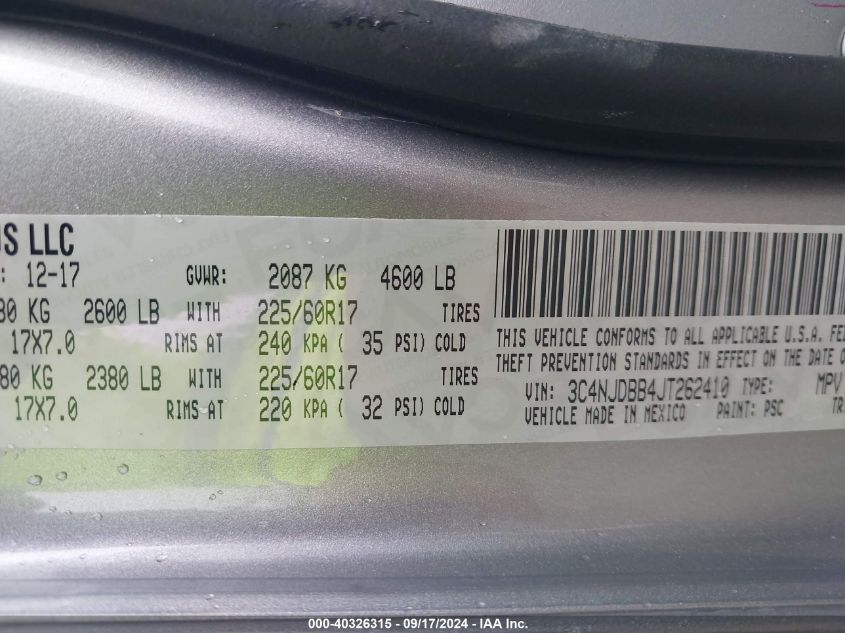 US LLC
: 12-17 GVWR: 2087 KG 4600 LB
80 KG 2600 LB WITH 225/60R17 TIRES
17X7.0 RIMS AT 240 KPA ( 35 PSI) COLD
80 KG 2380 LB WITH 225/60R17 TIRES
17X7.0 RIMS AT 220 KPA ( 32 PSI) COLD
THIS VEHICLE CONFORMS TO ALL APPLICABLE U.S.A. FE
THEFT PREVENTION STANDARDS IN EFFECT ON THE DATE O
VIN: 3C4NJDBB4JT262410 TYPE: MPV
VEHICLE MADE IN MEXICO PAINT: PSC TR
000-40326315 - 09/17/2024 - IAA Inc.